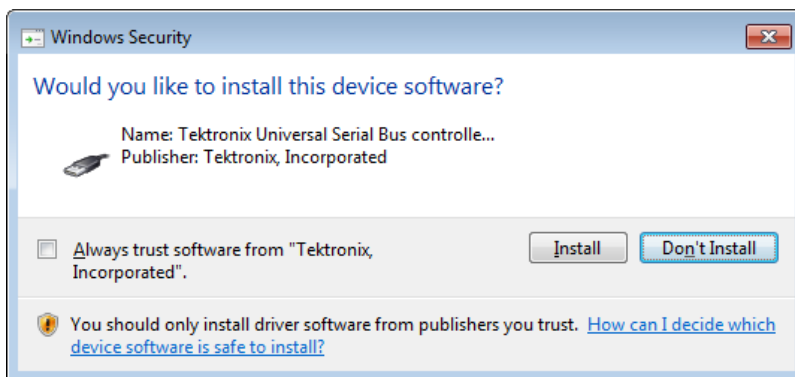 Windows Security
Would you like to install this device software?
Name: Tektronix Universal Serial Bus controlle...
Publisher: Tektronix, Incorporated
Always trust software from "Tektronix,
Incorporated".
Install
Don't Install
You should only install driver software from publishers you trust. How can I decide which
device software is safe to install?